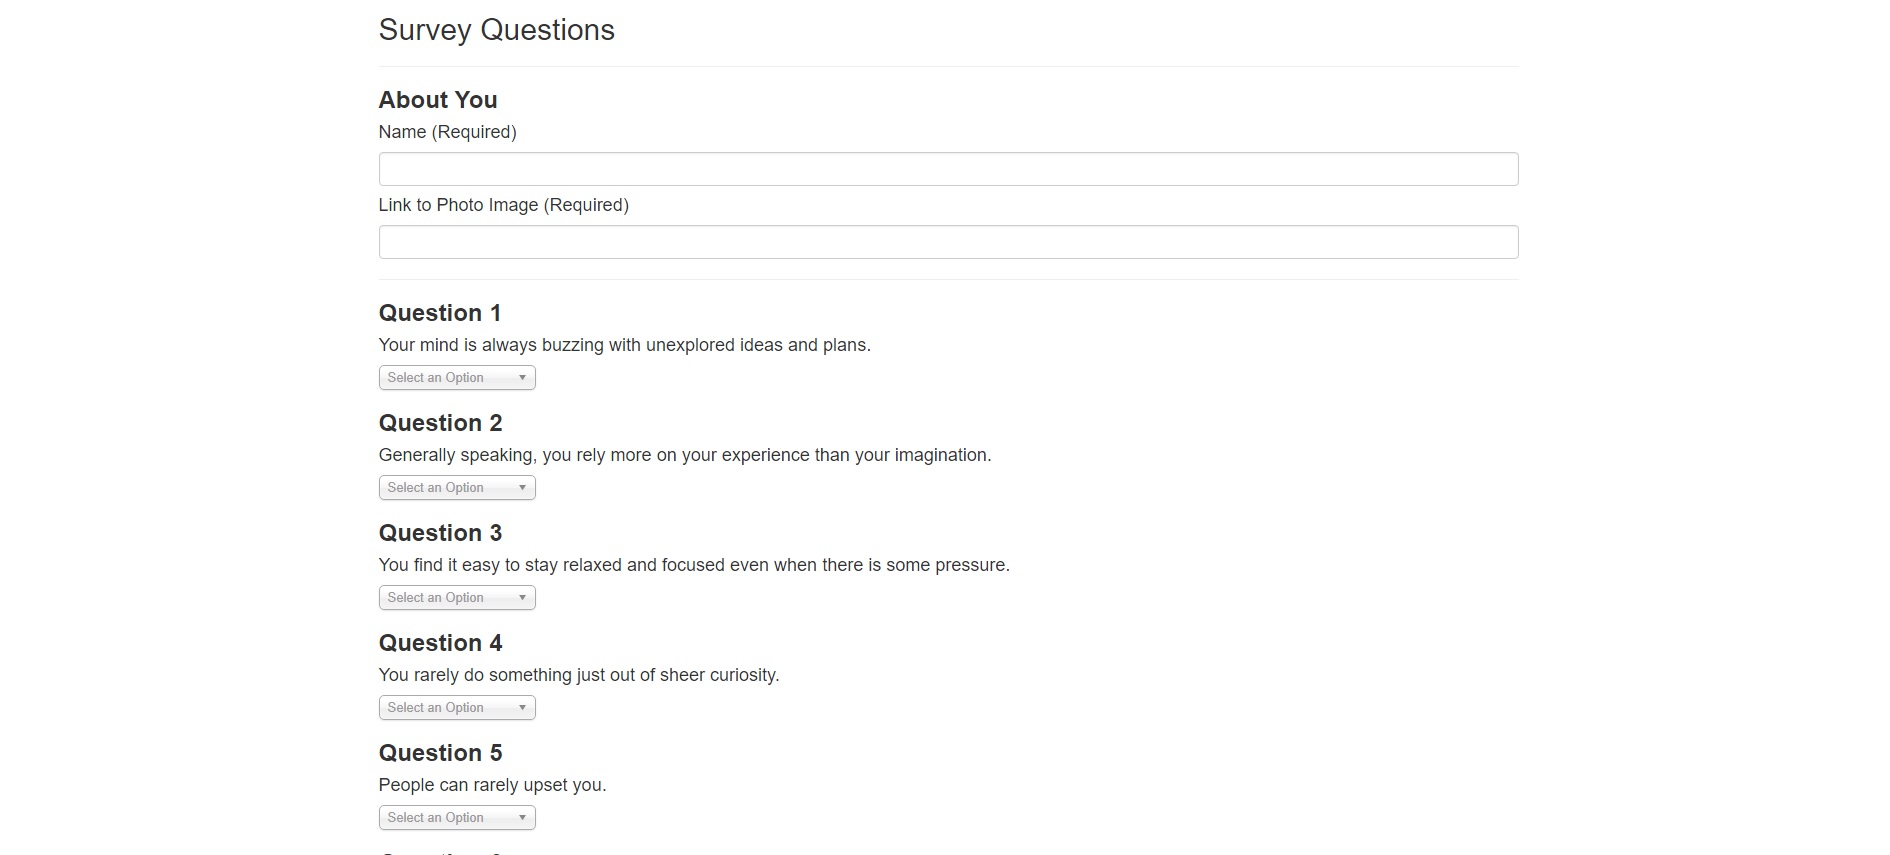 Survey Questions
About You
Name (Required)
Link to Photo Image (Required)
Question 1
Your mind is always buzzing with unexplored ideas and plans.
Select an Option
Question 2
Generally speaking, you rely more on your experience than your imagination.
Select an Option
Question 3
You find it easy to stay relaxed and focused even when there is some pressure.
Select an Option
Question 4
You rarely do something just out of sheer curiosity.
Select an Option
Question 5
People can rarely upset you.
Select an Option